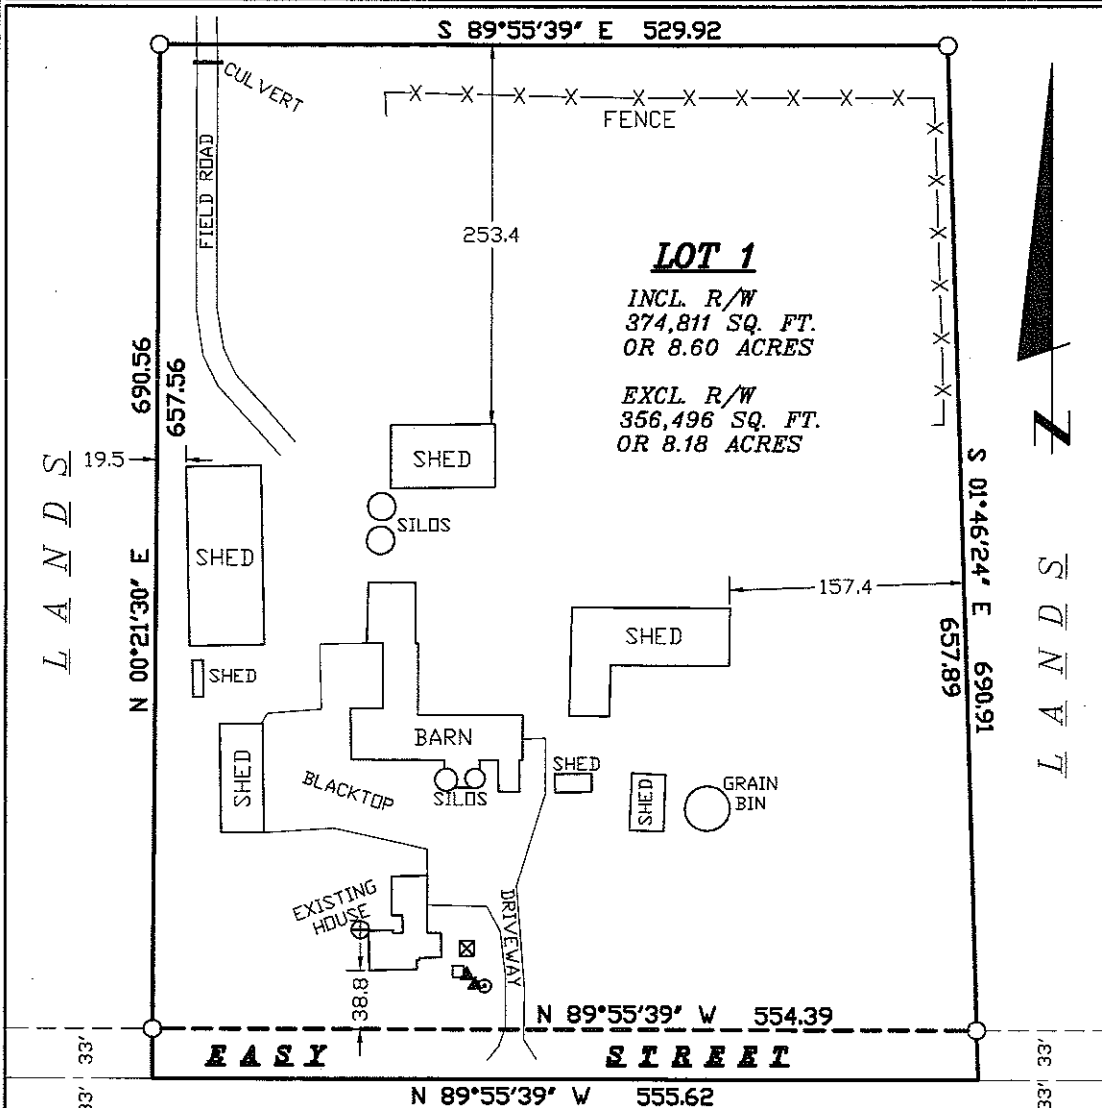 S 89°55'39" E 529.92
CULVERT
FENCE
FIELD ROAD
253.4
LOT 1
INCL. R/W
374,811 SQ. FT.
OR 8.60 ACRES
EXCL. R/W
356,496 SQ. FT.
OR 8.18 ACRES
690.56
657.56
N 00°21'30" E
LANDS
19.5
SHED
SILOS
SHED
Z
S 01°46'24" E 690.91
657.89
LANDS
157.4
SHED
SHED
BARN
SHED
BLACKTOP
SILOS
SHED
SHED
GRAIN
BIN
EXISTING
HOUSE
DRIVEWAY
38.8
N 89°55'39" W 554.39
33'
EASY STREET
33'
33'
N 89°55'39" W 555.62
33'